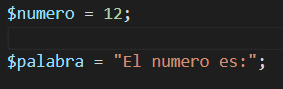 $numero = 12;
$palabra = "El numero es:";